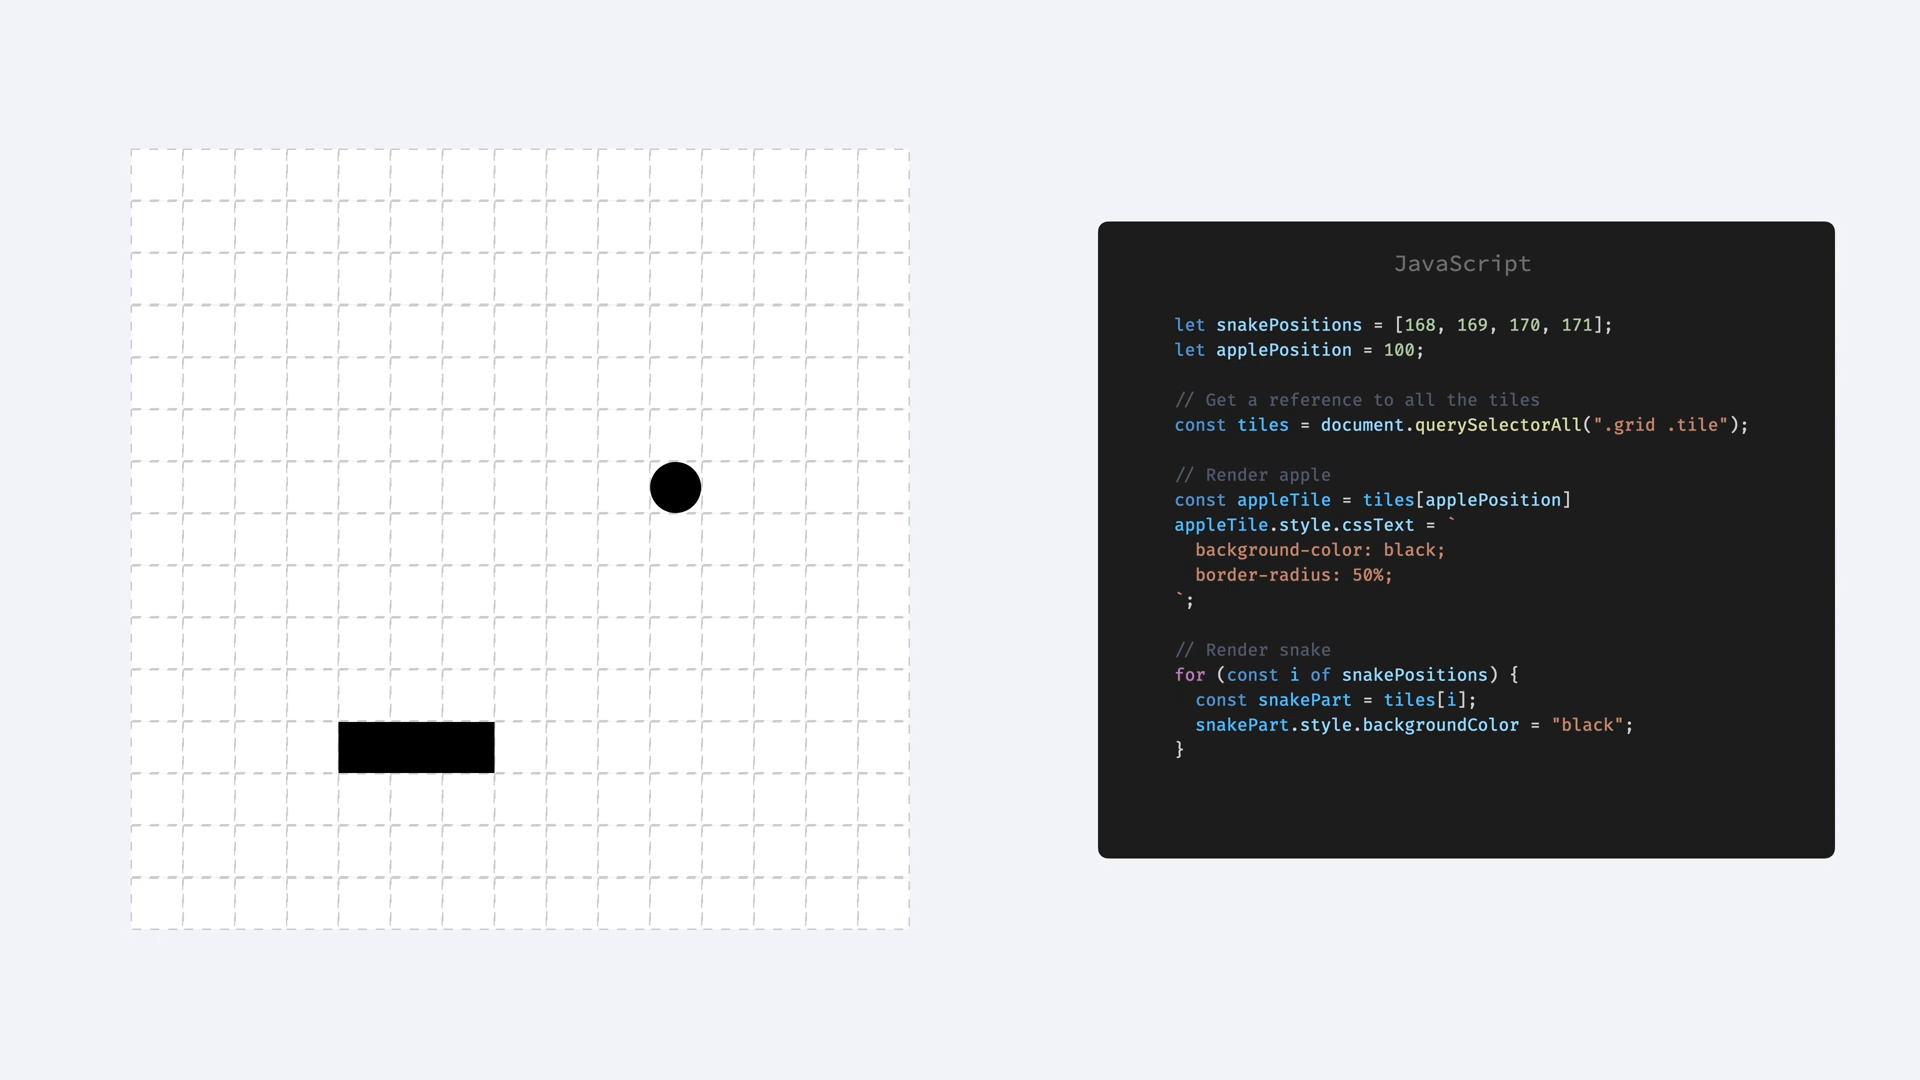 JavaScript
let snakePositions = [168, 169, 170, 171];
let applePosition = 100;
// Get a reference to all the tiles
const tiles = document.querySelectorAll(".grid .tile");
// Render apple
const appleTile = tiles[applePosition]
appleTile.style.cssText = `
  background-color: black;
  border-radius: 50%;
`;
// Render snake
for (const i of snakePositions) {
  const snakePart = tiles[i];
  snakePart.style.backgroundColor = "black";
}